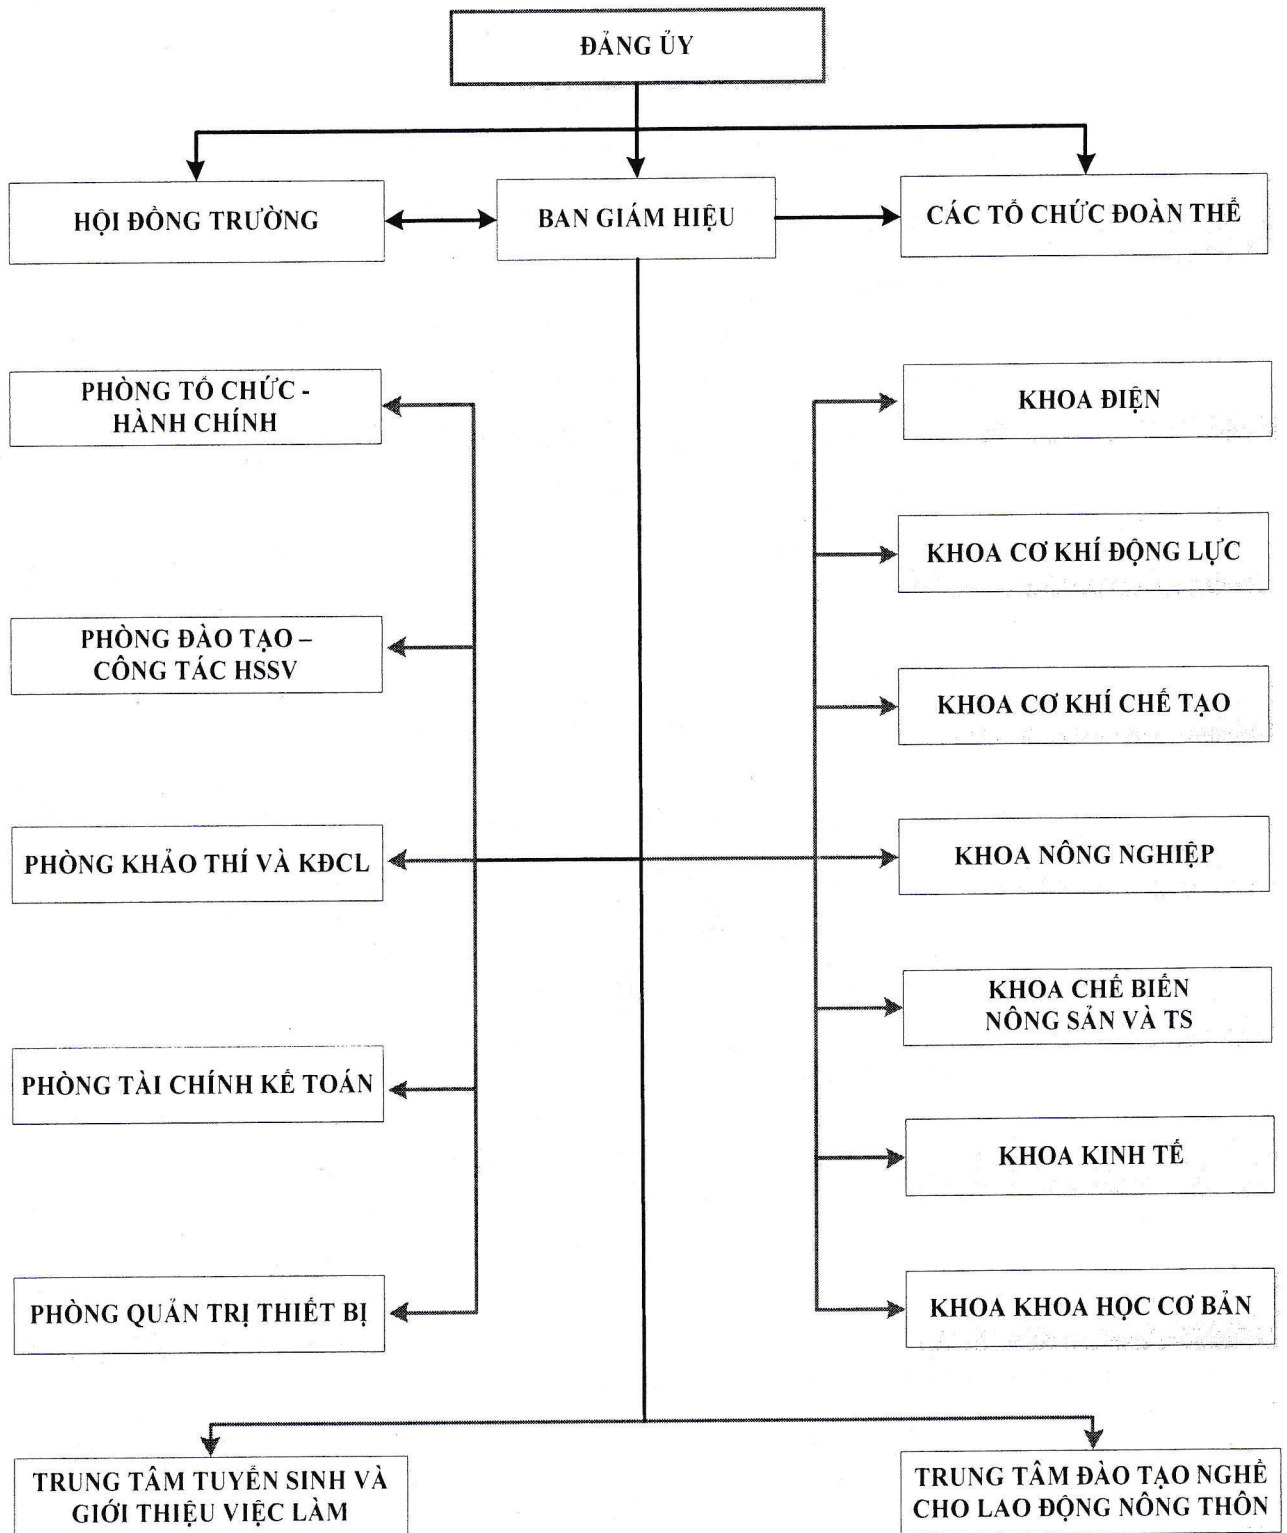 ĐẢNG ỦY
HỘI ĐỒNG TRƯỜNG
BAN GIÁM HIỆU
CÁC TỔ CHỨC ĐOÀN THỂ
PHÒNG TỔ CHỨC -
HÀNH CHÍNH
PHÒNG ĐÀO TẠO –
CÔNG TÁC HSSV
PHÒNG KHẢO THÍ VÀ KĐCL
PHÒNG TÀI CHÍNH KẾ TOÁN
PHÒNG QUẢN TRỊ THIẾT BỊ
KHOA ĐIỆN
KHOA CƠ KHÍ ĐỘNG LỰC
KHOA CƠ KHÍ CHẾ TẠO
KHOA NÔNG NGHIỆP
KHOA CHẾ BIẾN
NÔNG SẢN VÀ TS
KHOA KINH TẾ
KHOA KHOA HỌC CƠ BẢN
TRUNG TÂM TUYỂN SINH VÀ
GIỚI THIỆU VIỆC LÀM
TRUNG TÂM ĐÀO TẠO NGHỀ
CHO LAO ĐỘNG NÔNG THÔN